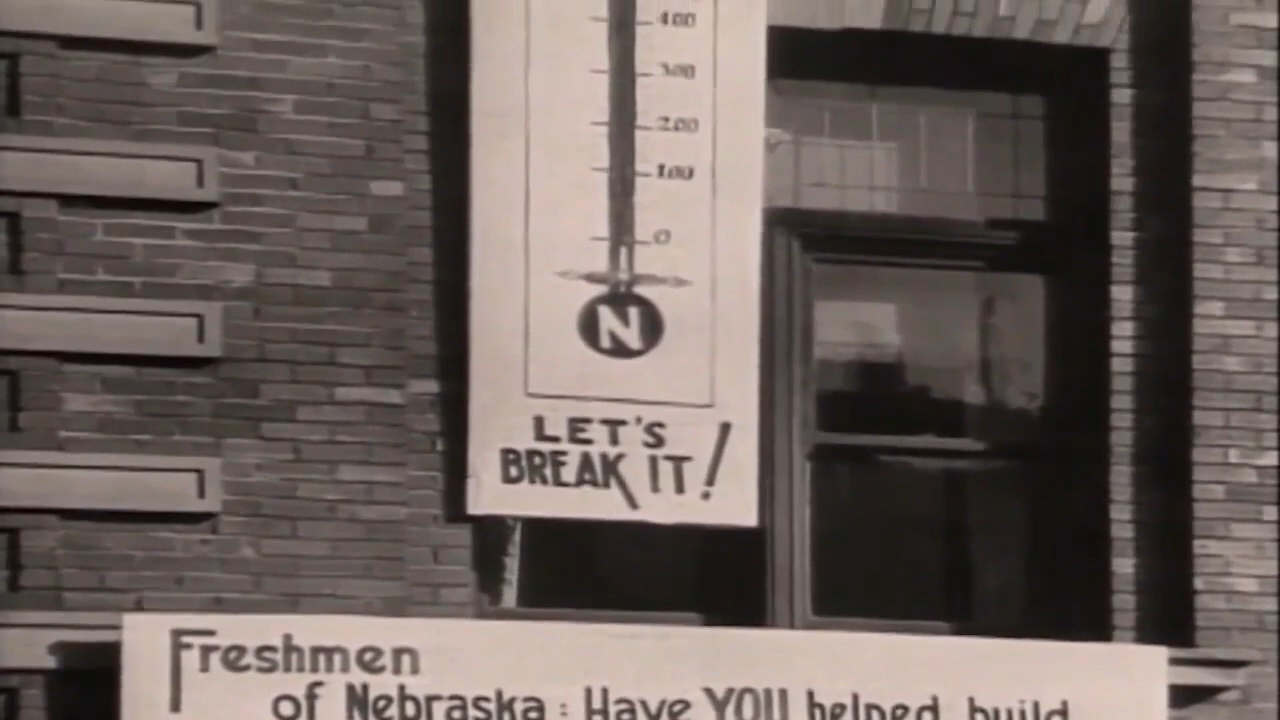 400
300
200
100
0
N
LET'S
BREAK IT!
Freshmen
of Nebraska: Have YOU helped build